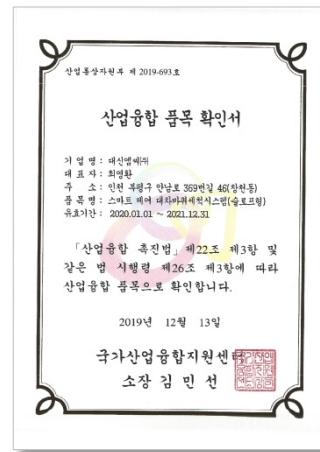 산업통상자원부 제 2019-693호
산업융합 품목 확인서
기 업 명 : 대신엠씨㈜
대 표 자 : 최영환
주 소 : 인천 부평구 안남로 369번길 46(창천동)
품 목 명 : 스마트 제어 대차바퀴세척시스템(슬로프형)
유효기간 : 2020.01.01 ~ 2021.12.31
「산업융합 촉진법」 제22조 제3항 및
같은 법 시행령 제26조 제3항에 따라
산업융합 품목으로 확인합니다.
2019년 12월 13일
국가산업융합지원센터
소장 김 민 선